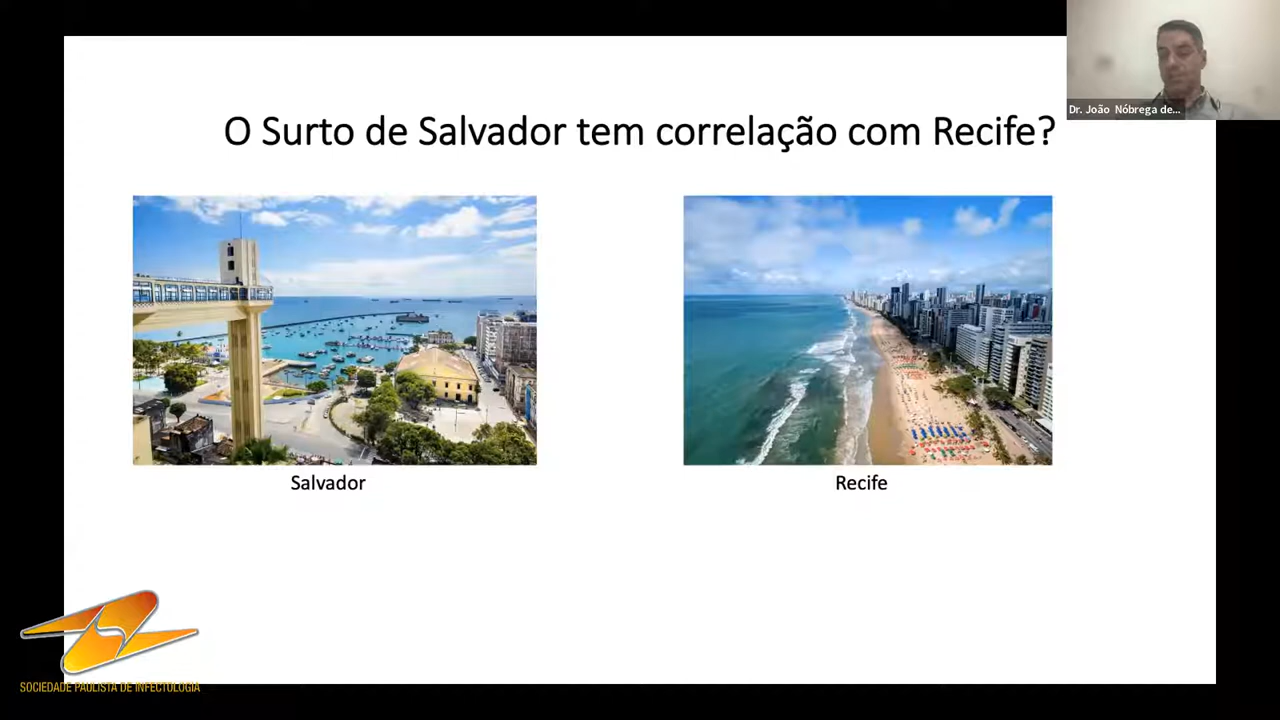 O Surto de Salvador tem correlação com Recife?
Dr. João Nóbrega de...
Salvador
Recife
SOCIEDADE PAULISTA DE INFECTOLOGIA